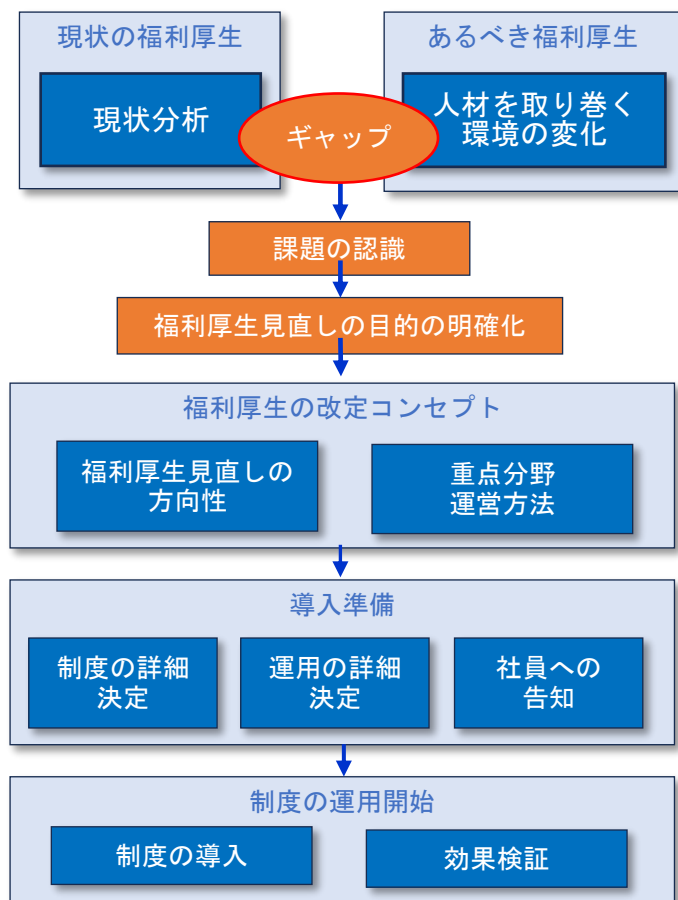 現状の福利厚生
あるべき福利厚生
現状分析
ギャップ
人材を取り巻く
環境の変化
課題の認識
福利厚生見直しの目的の明確化
福利厚生の改定コンセプト
福利厚生見直しの
方向性
重点分野
運営方法
導入準備
制度の詳細
決定
運用の詳細
決定
社員への
告知
制度の運用開始
制度の導入
効果検証